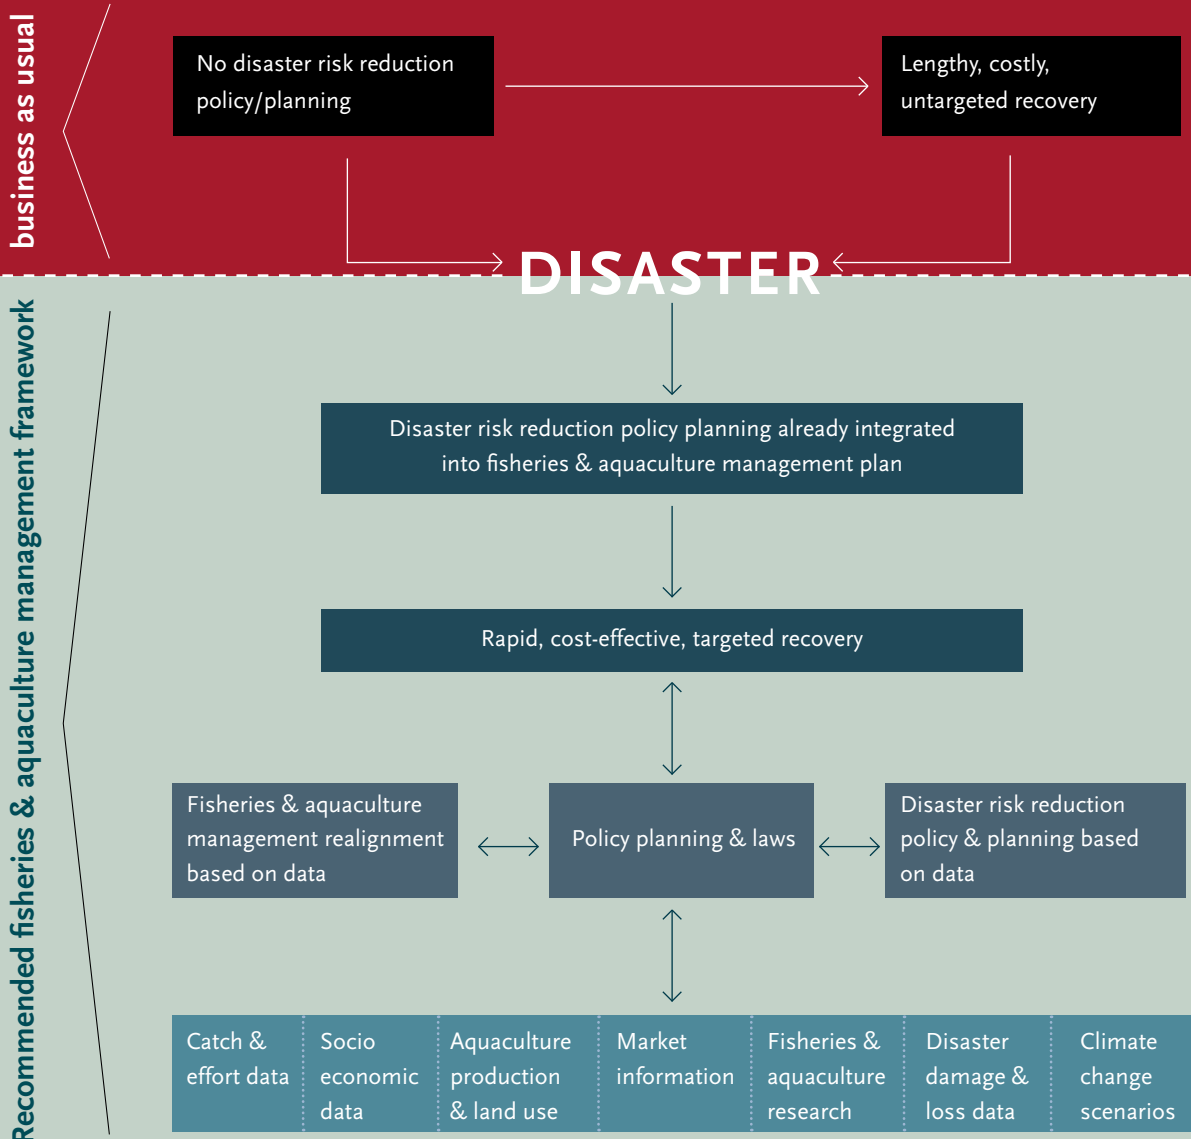 business as usual
No disaster risk reduction
policy/planning
Lengthy, costly,
untargeted recovery
DISASTER
Recommended fisheries & aquaculture management framework
Disaster risk reduction policy planning already integrated
into fisheries & aquaculture management plan
Rapid, cost-effective, targeted recovery
Fisheries & aquaculture
management realignment
based on data
Policy planning & laws
Disaster risk reduction
policy & planning based
on data
Catch &
effort data
Socio
economic
data
Aquaculture
production
& land use
Market
information
Fisheries &
aquaculture
research
Disaster
damage &
loss data
Climate
change
scenarios